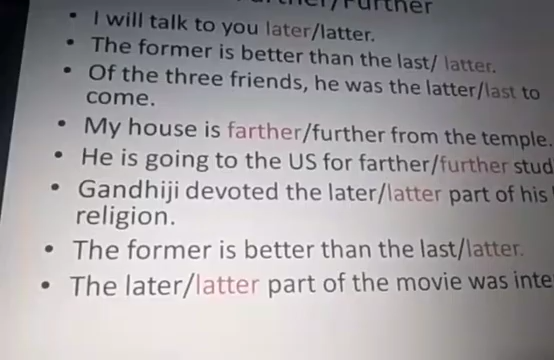 /Further
• I will talk to you later/latter.
• The former is better than the last/ latter.
• Of the three friends, he was the latter/last to
come.
• My house is farther/further from the temple.
• He is going to the US for farther/further stud
• Gandhiji devoted the later/latter part of his
religion.
• The former is better than the last/latter.
• The later/latter part of the movie was inte